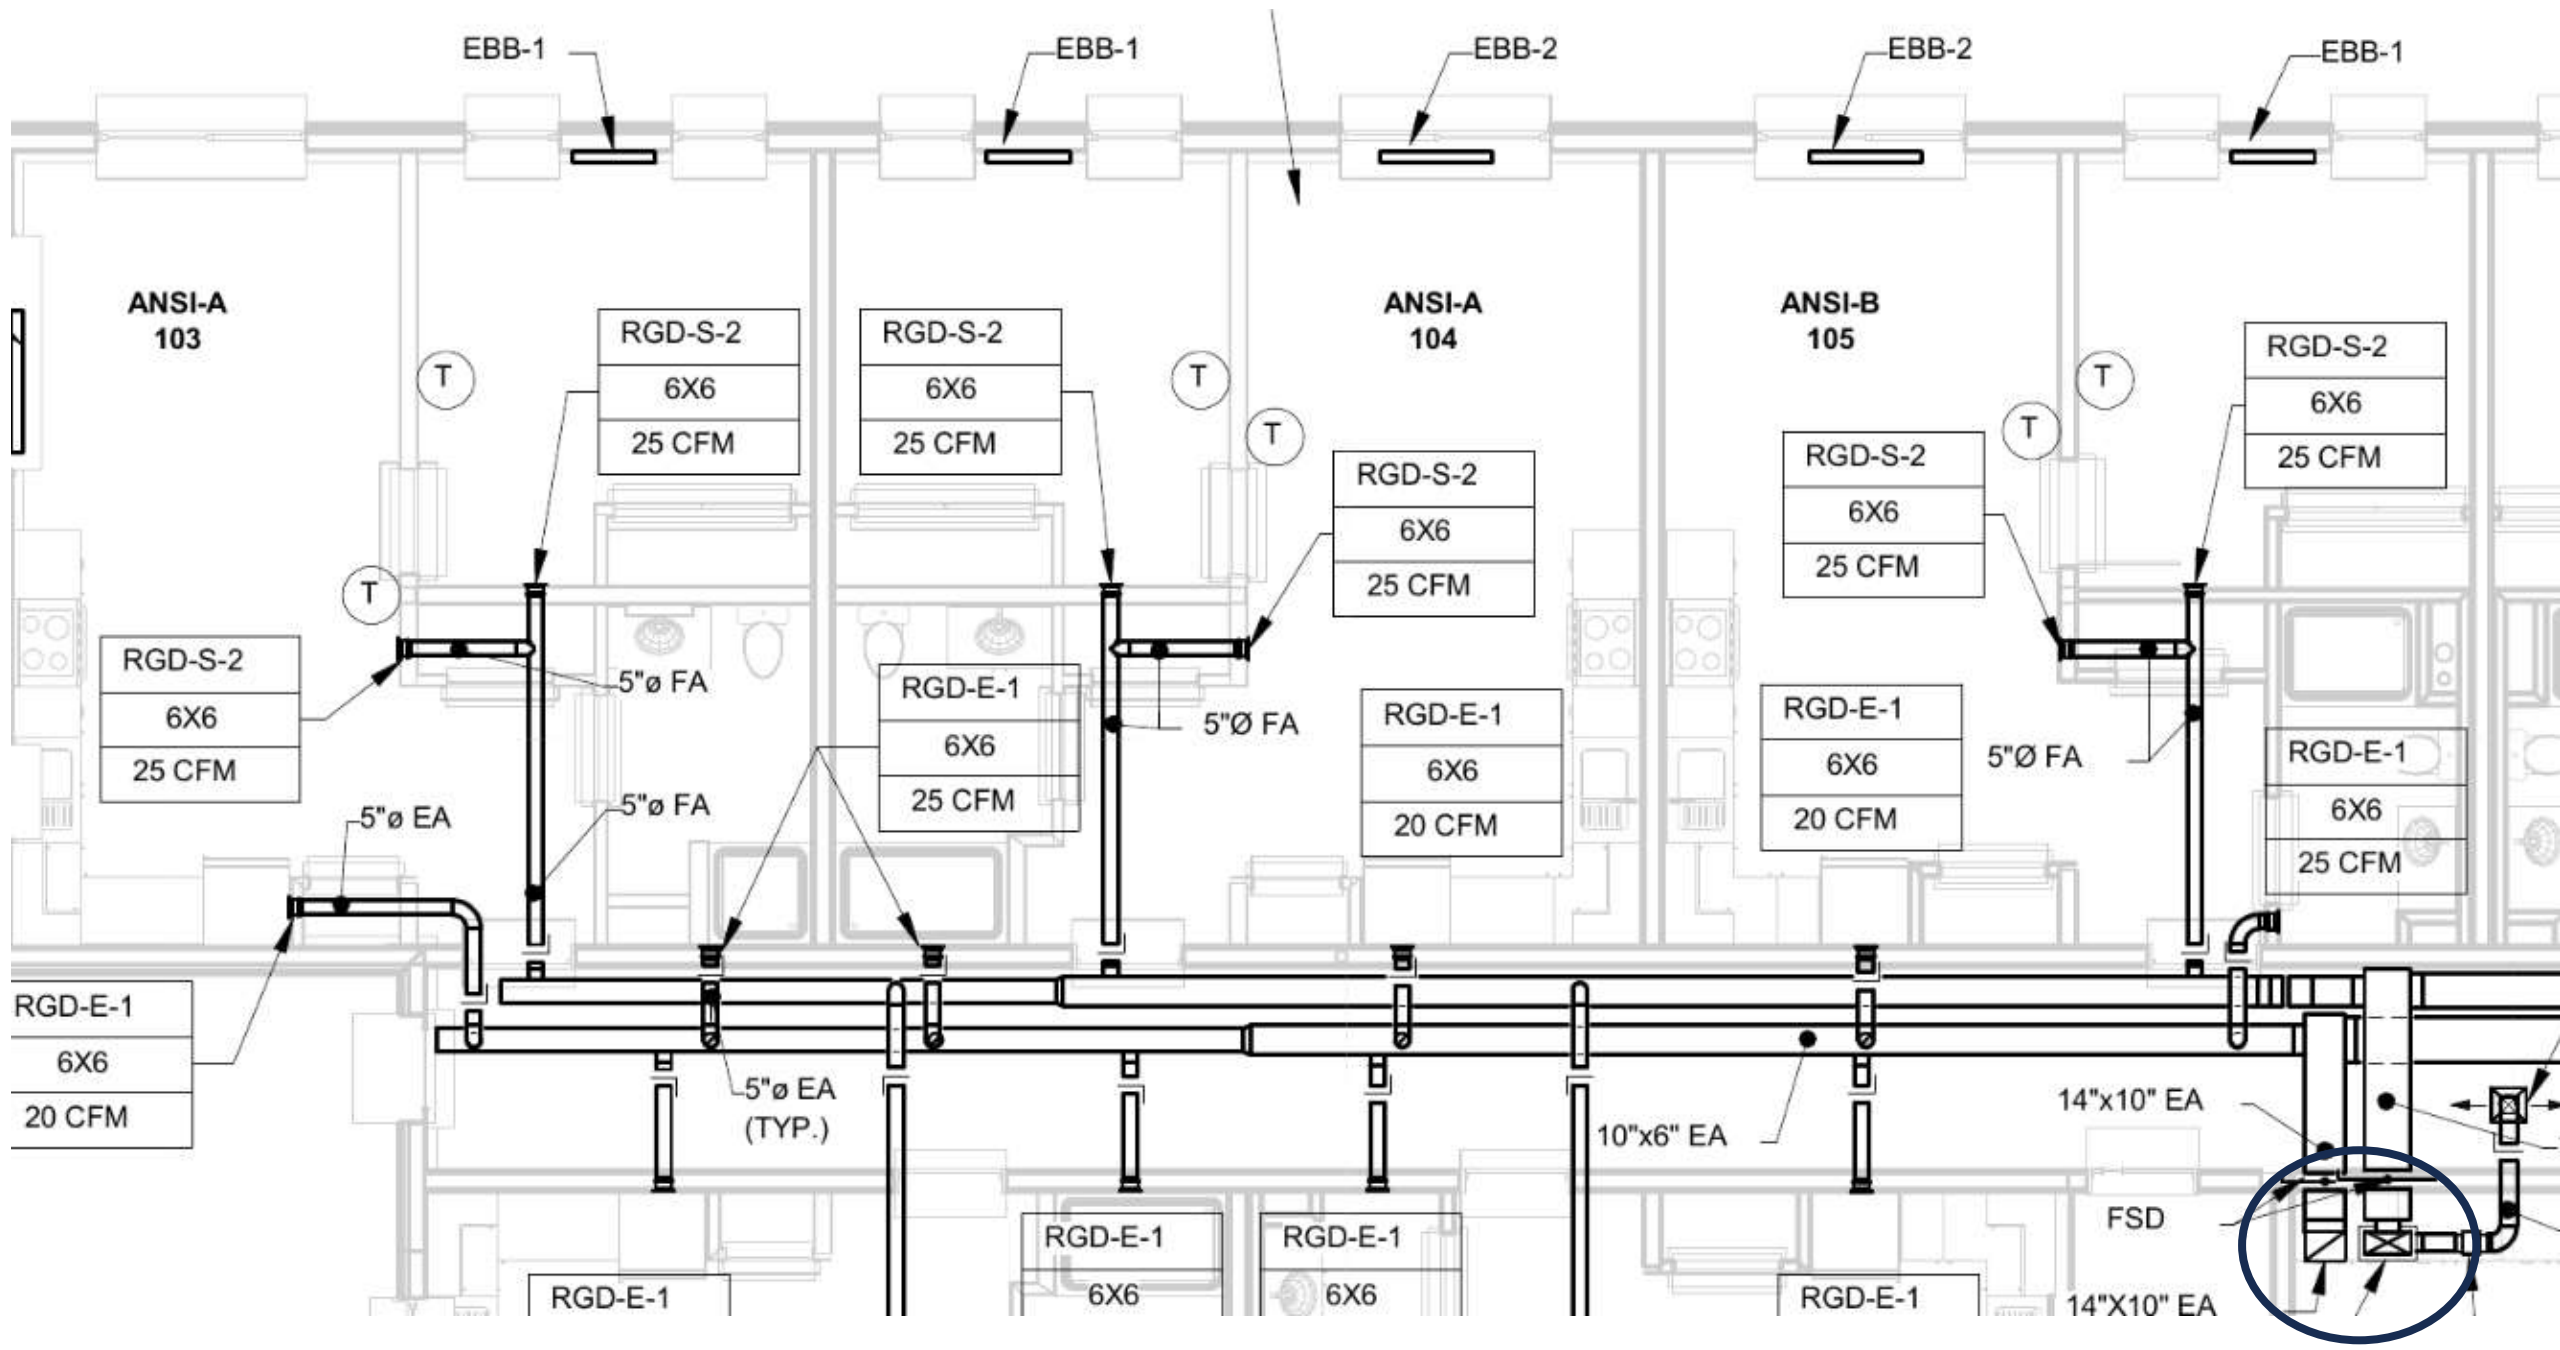 EBB-1
EBB-1
EBB-2
EBB-2
EBB-1
ANSI-A
103
ANSI-A
104
ANSI-B
105
RGD-S-2
6X6
25 CFM
RGD-S-2
6X6
25 CFM
RGD-S-2
6X6
25 CFM
T
T
T
T
T
T
RGD-S-2
6X6
25 CFM
RGD-S-2
6X6
25 CFM
RGD-S-2
6X6
25 CFM
5"ø FA
RGD-E-1
6X6
25 CFM
5"Ø FA
RGD-E-1
6X6
20 CFM
RGD-E-1
6X6
20 CFM
5"Ø FA
RGD-E-1
6X6
25 CFM
5"ø EA
5"ø FA
RGD-E-1
6X6
20 CFM
5"ø EA
(TYP.)
10"x6" EA
14"x10" EA
FSD
14"X10" EA
RGD-E-1
RGD-E-1
6X6
RGD-E-1
6X6
RGD-E-1